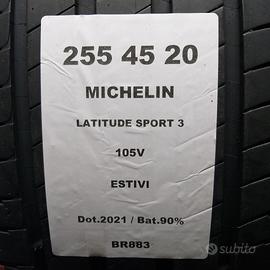 255 45 20
MICHELIN
LATITUDE SPORT 3
105V
ESTIVI
Dot.2021 / Bat.90%
BR883
subito